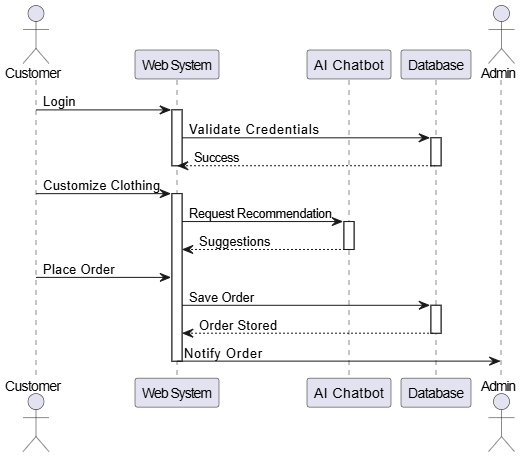 Customer
Web System
AI Chatbot
Database
Admin
Login
Validate Credentials
Success
Customize Clothing
Request Recommendation
Suggestions
Place Order
Save Order
Order Stored
Notify Order
Customer
Web System
AI Chatbot
Database
Admin